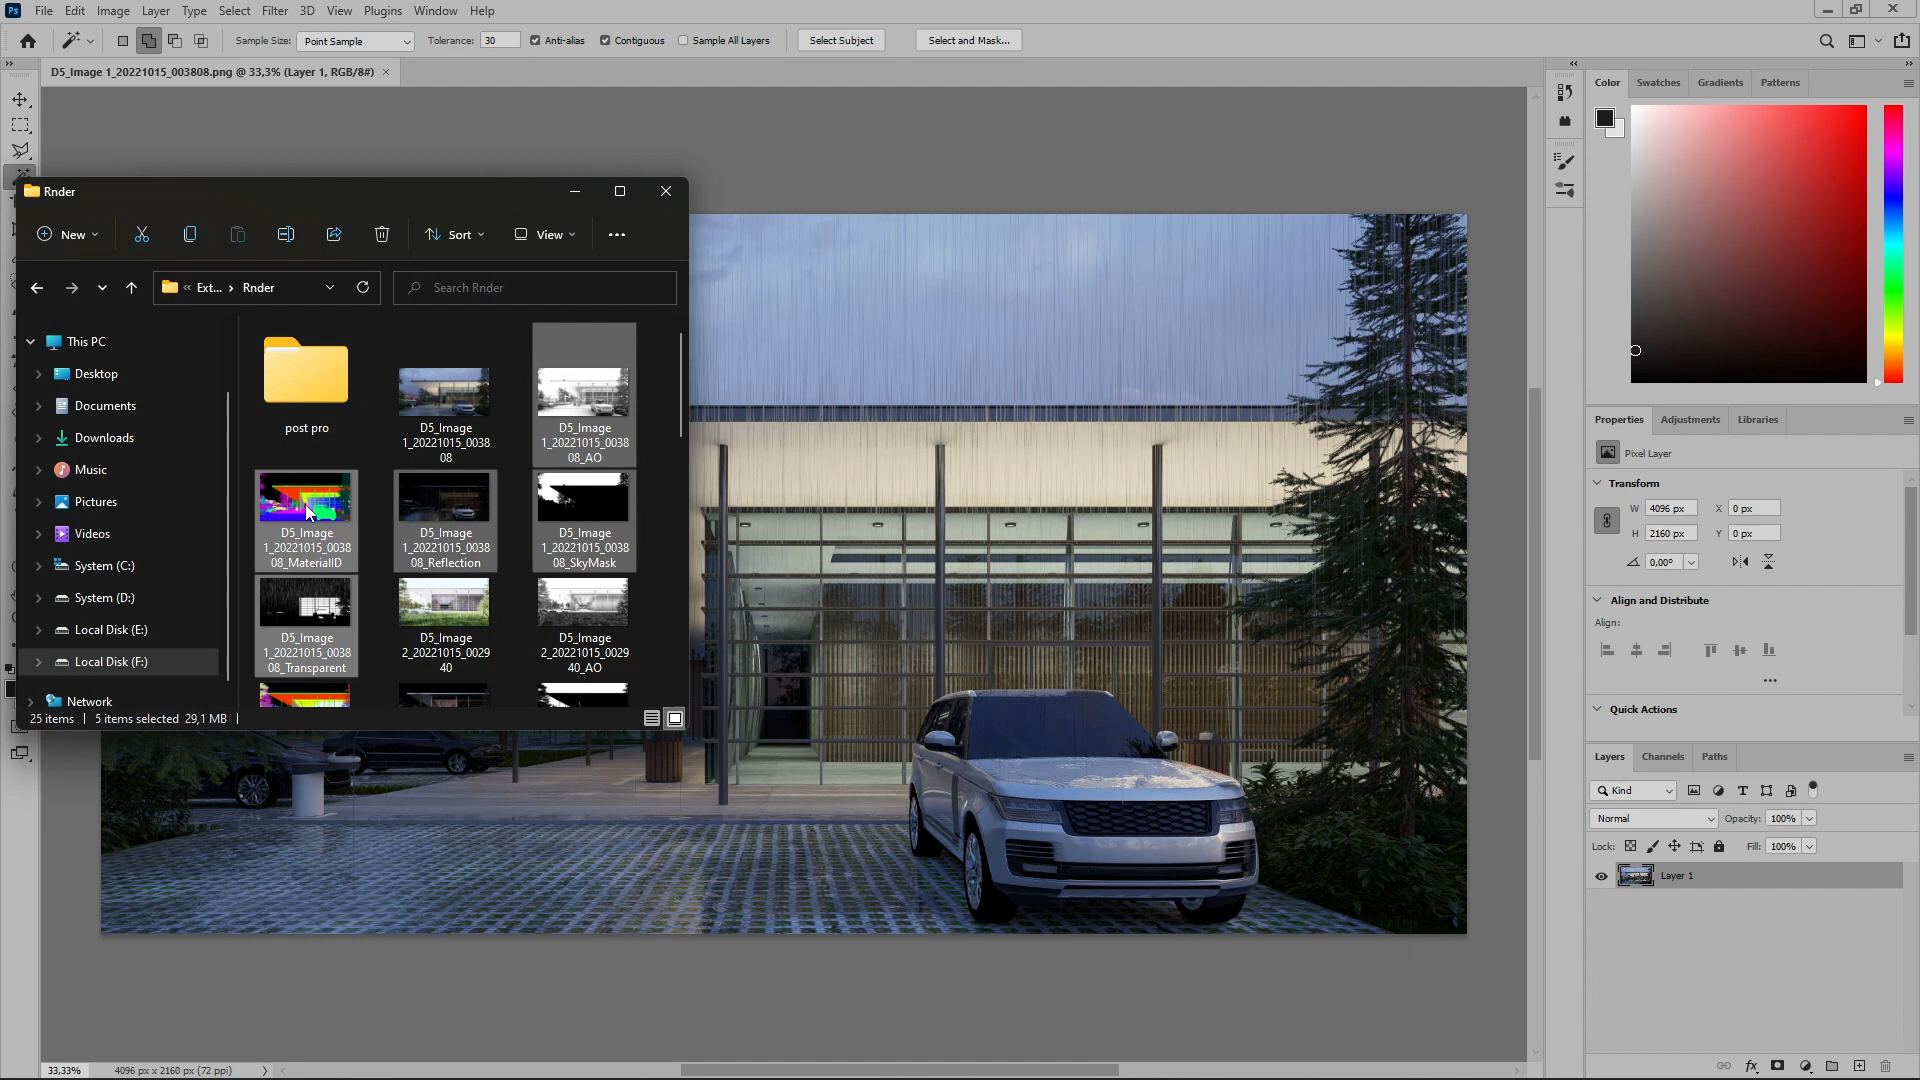 Ps File Edit Image Layer Type Select Filter 3D View Plugins Window Help
Sample Size: Point Sample Tolerance: 30 Anti-alias Contiguous Sample All Layers Select Subject Select and Mask...
D5_Image 1_20221015_003808.png @ 33,3% (Layer 1, RGB/8#) ×
Rnder
New Sort View
« Ext... › Rnder
Search Rnder
This PC
Desktop
Documents
Downloads
Music
Pictures
Videos
System (C:)
System (D:)
Local Disk (E:)
Local Disk (F:)
Network
post pro
D5_Image
1_20221015_0038
08
D5_Image
1_20221015_0038
08_AO
D5_Image
1_20221015_0038
08_MaterialID
D5_Image
1_20221015_0038
08_Reflection
D5_Image
1_20221015_0038
08_SkyMask
D5_Image
1_20221015_0038
08_Transparent
D5_Image
2_20221015_0029
40
D5_Image
2_20221015_0029
40_AO
25 items | 5 items selected 29,1 MB |
33,33% 4096 px x 2160 px (72 ppi)
Color Swatches Gradients Patterns
Properties Adjustments Libraries
Pixel Layer
Transform
W 4096 px X 0 px
H 2160 px Y 0 px
0,00°
Align and Distribute
Align:
Quick Actions
Layers Channels Paths
Kind
Normal Opacity: 100%
Lock: Fill: 100%
Layer 1
fx